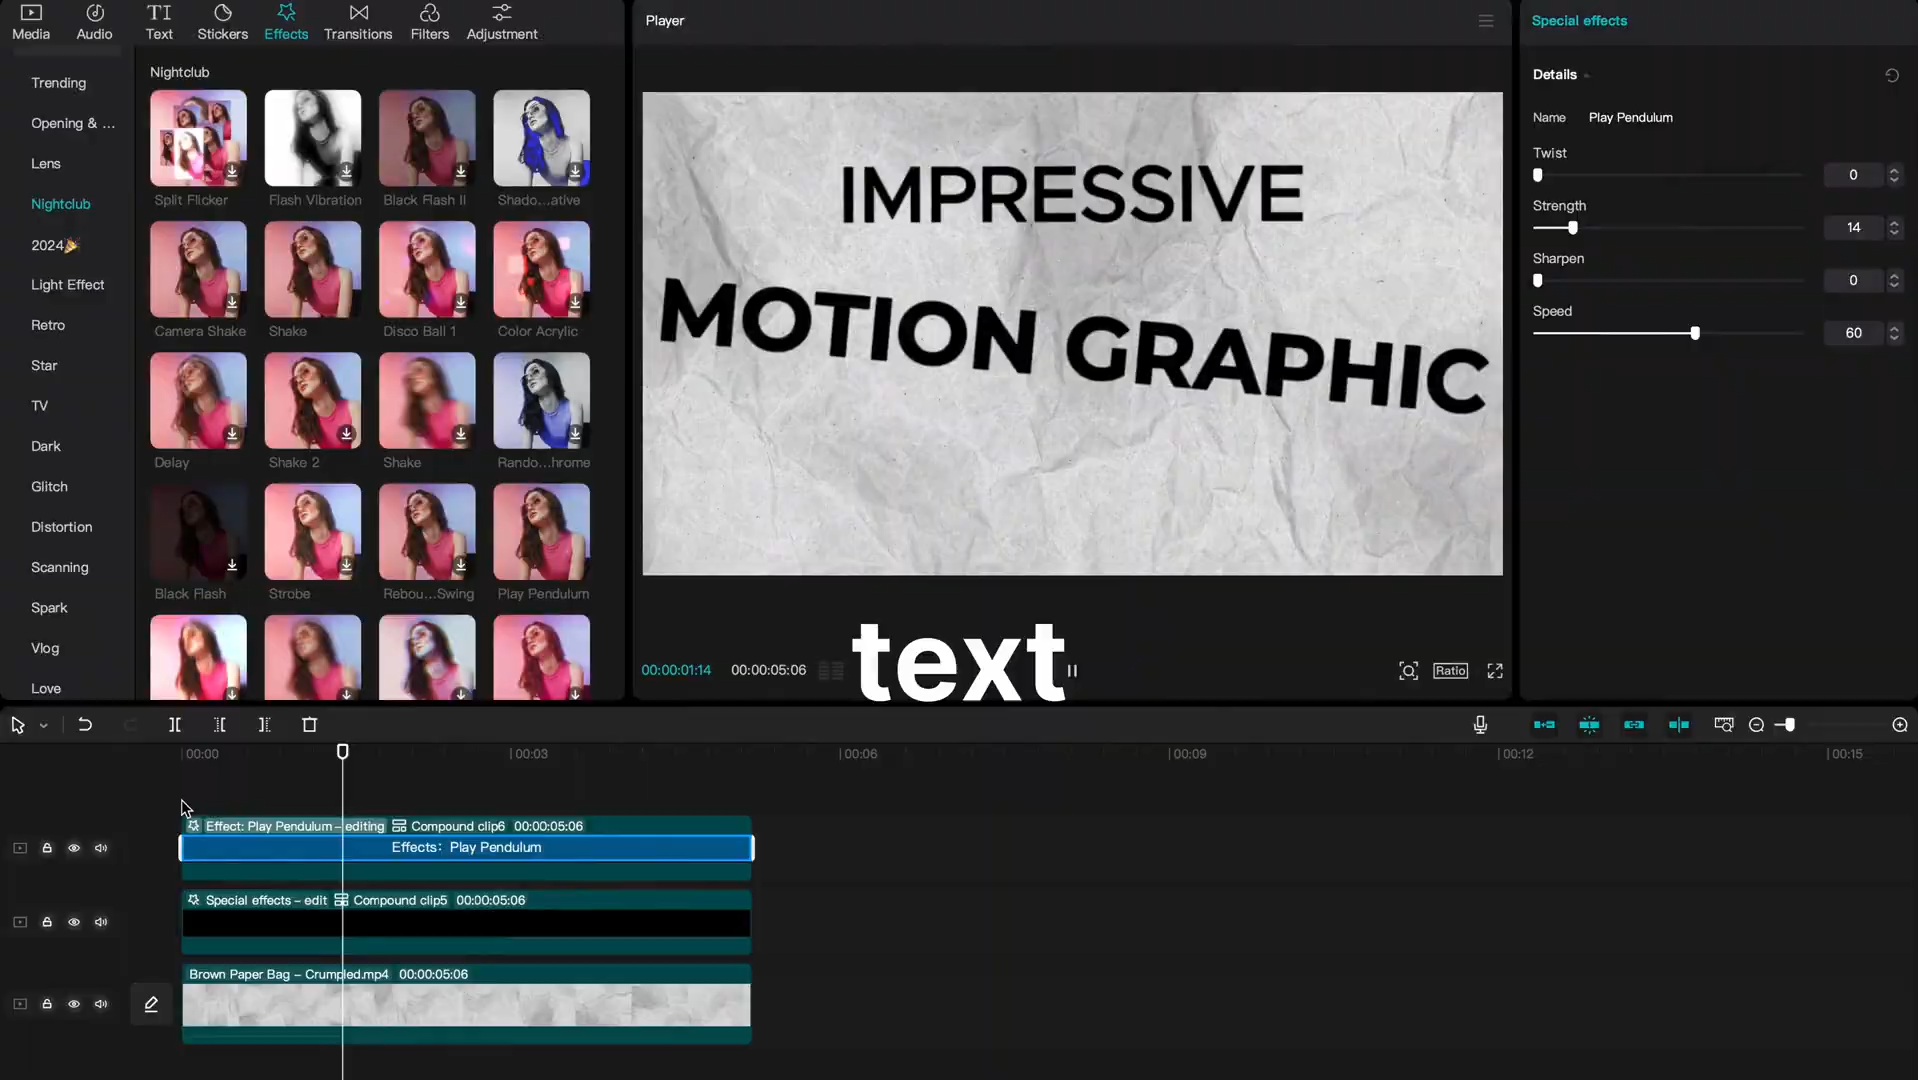 Media
Audio
Text
Stickers
Effects
Transitions
Filters
Adjustment
Trending
Opening & ...
Lens
Nightclub
2024🎉
Light Effect
Retro
Star
TV
Dark
Glitch
Distortion
Scanning
Spark
Vlog
Love
Nightclub
Split Flicker
Flash Vibration
Black Flash II
Shado...ative
Camera Shake
Shake
Disco Ball 1
Color Acrylic
Delay
Shake 2
Shake
Rando...hrome
Black Flash
Strobe
Rebou...Swing
Play Pendulum
Player
IMPRESSIVE
MOTION GRAPHIC
text
00:00:01:14
00:00:05:06
Ratio
Special effects
Details
Name Play Pendulum
Twist
0
Strength
14
Sharpen
0
Speed
60
00:00
00:03
00:06
00:09
00:12
00:15
Effect: Play Pendulum – editing Compound clip6 00:00:05:06
Effects: Play Pendulum
Special effects – edit Compound clip5 00:00:05:06
Brown Paper Bag – Crumpled.mp4 00:00:05:06